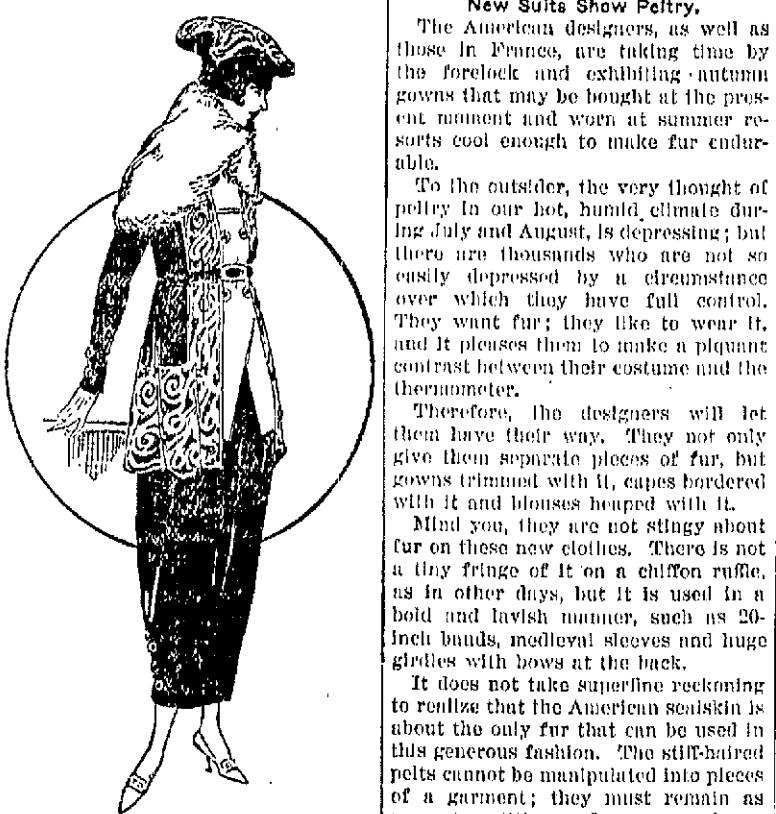 New Suits Show Peltry.
The American designers, as well as
those in France, are taking time by
the forelock and exhibiting autumn
gowns that may be bought at the pres-
ent moment and worn at summer re-
sorts cool enough to make fur endur-
able.
To the outsider, the very thought of
peltry in our hot, humid climate dur-
ing July and August, is depressing; but
there are thousands who are not so
easily depressed by a circumstance
over which they have full control.
They want fur; they like to wear it,
and it pleases them to make a piquant
contrast between their costume and the
thermometer.
Therefore, the designers will let
them have their way. They not only
give them separate pieces of fur, but
gowns trimmed with it, capes bordered
with it and blouses heaped with it.
Mind you, they are not stingy about
fur on these new clothes. There is not
a tiny fringe of it on a chiffon ruffle,
as in other days, but it is used in a
bold and lavish manner, such as 20-
inch bands, medieval sleeves and huge
girdles with bows at the back.
It does not take superfine reckoning
to realize that the American sealskin is
about the only fur that can be used in
this generous fashion. The stiff-haired
pelts cannot be manipulated into pieces
of a garment; they must remain as